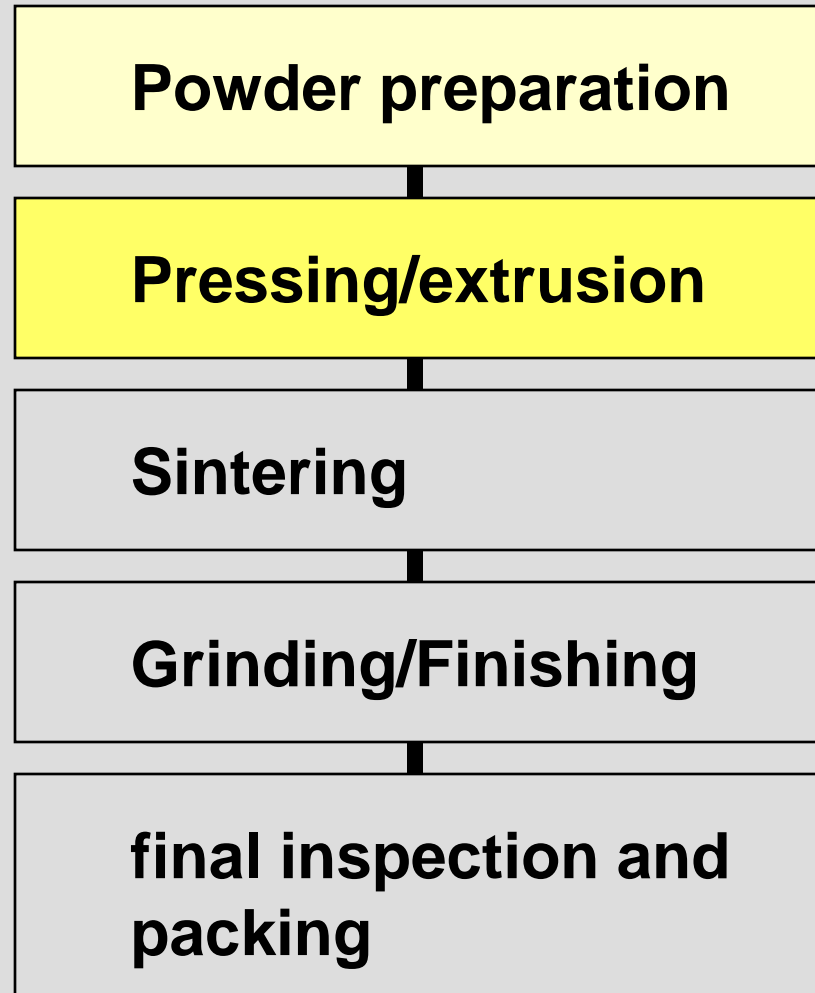 Powder preparation
Pressing/extrusion
Sintering
Grinding/Finishing
final inspection and
packing